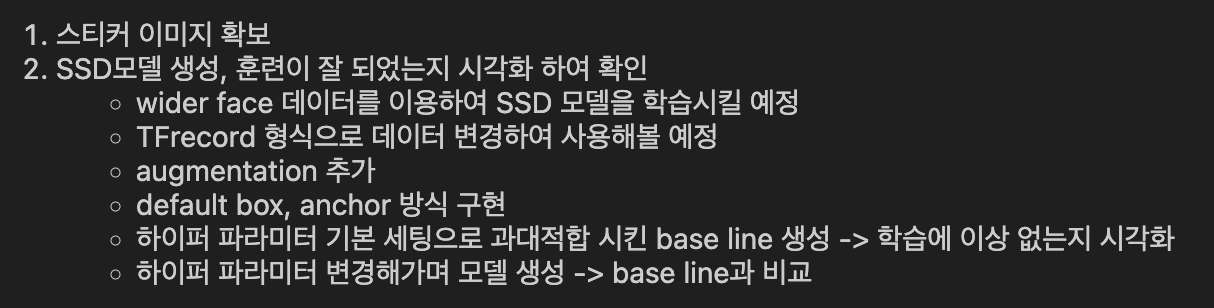 1. 스티커 이미지 확보
2. SSD모델 생성, 훈련이 잘 되었는지 시각화 하여 확인
◦ wider face 데이터를 이용하여 SSD 모델을 학습시킬 예정
◦ TFrecord 형식으로 데이터 변경하여 사용해볼 예정
◦ augmentation 추가
◦ default box, anchor 방식 구현
◦ 하이퍼 파라미터 기본 세팅으로 과대적합 시킨 base line 생성 -> 학습에 이상 없는지 시각화
◦ 하이퍼 파라미터 변경해가며 모델 생성 -> base line과 비교